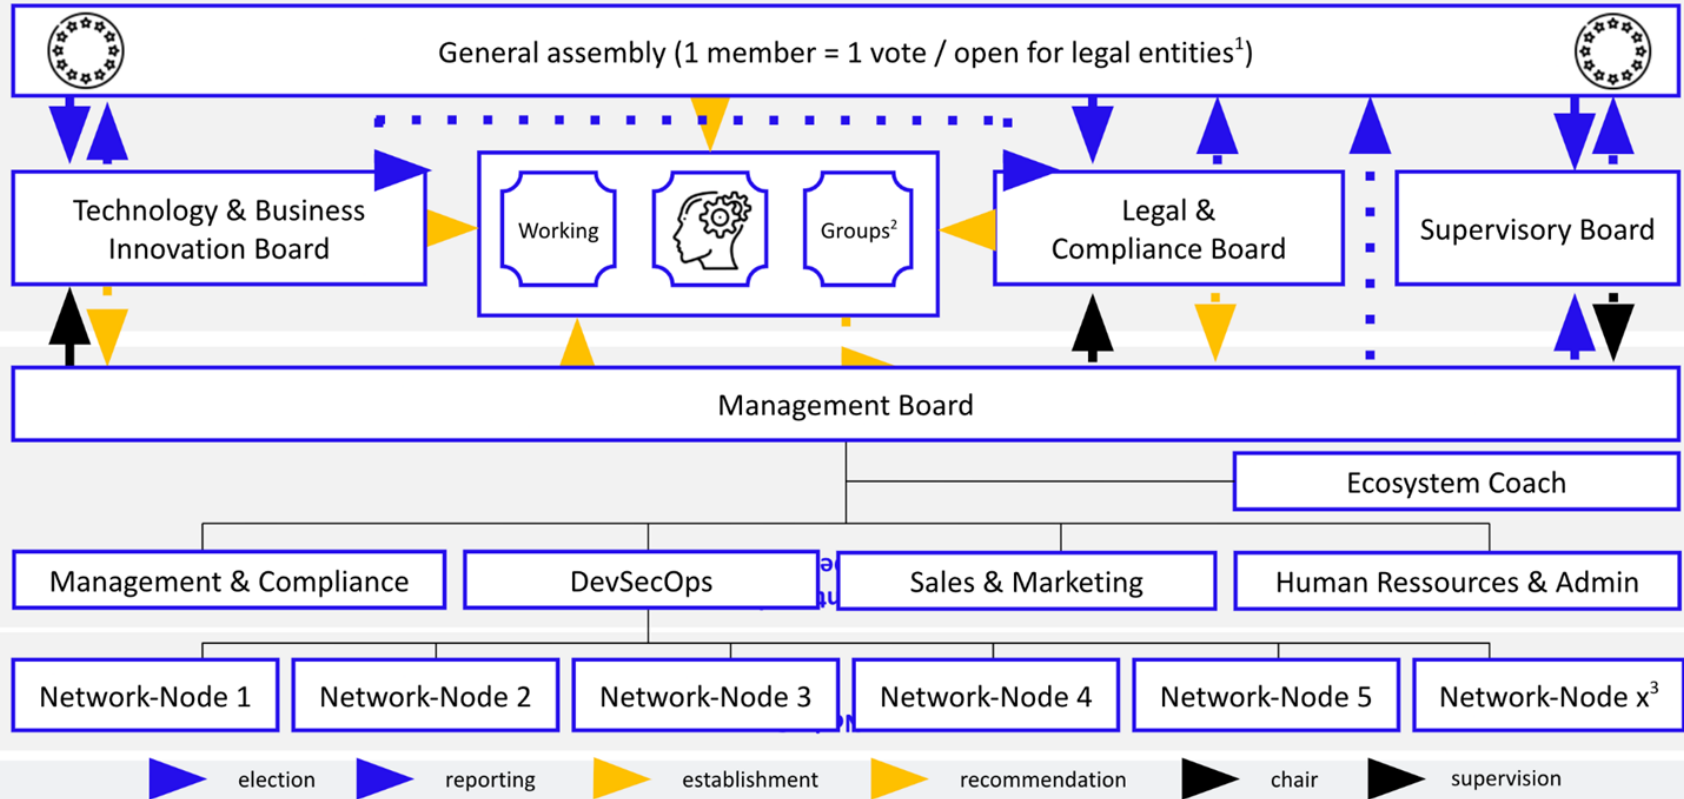 General assembly (1 member = 1 vote / open for legal entities¹)
Technology & Business
Innovation Board
Working
Groups²
Legal &
Compliance Board
Supervisory Board
Management Board
Ecosystem Coach
Management & Compliance
DevSecOps
Sales & Marketing
Human Ressources & Admin
Network-Node 1
Network-Node 2
Network-Node 3
Network-Node 4
Network-Node 5
Network-Node x³
election
reporting
establishment
recommendation
chair
supervision